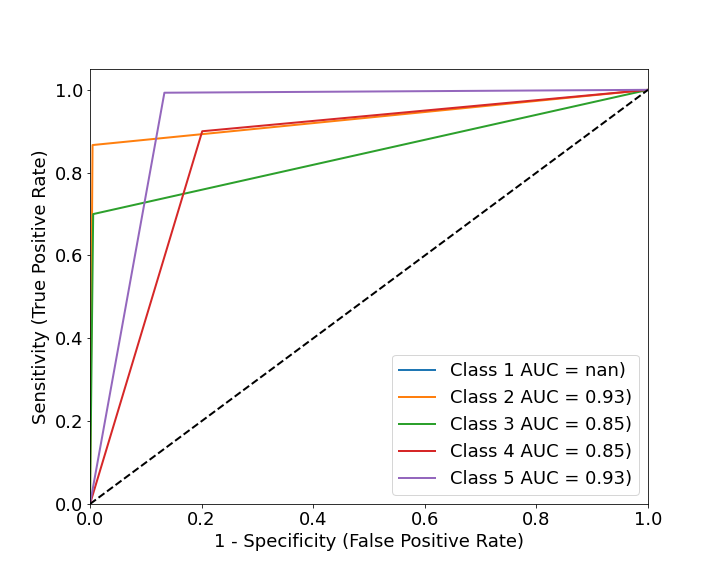 1.0
0.8
0.6
0.4
0.2
0.0
Sensitivity (True Positive Rate)
Class 1 AUC = nan)
Class 2 AUC = 0.93)
Class 3 AUC = 0.85)
Class 4 AUC = 0.85)
Class 5 AUC = 0.93)
0.0 0.2 0.4 0.6 0.8 1.0
1 - Specificity (False Positive Rate)